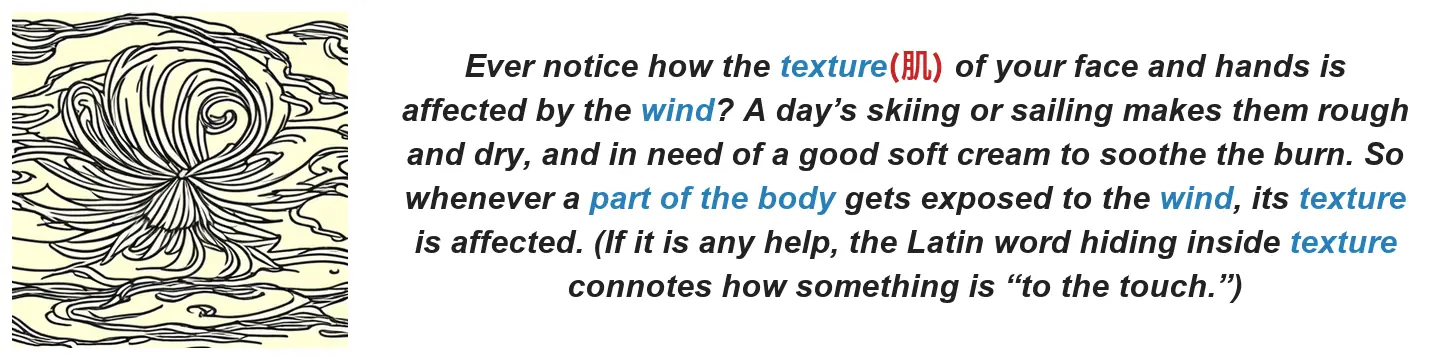 Ever notice how the texture(肌) of your face and hands is
affected by the wind? A day’s skiing or sailing makes them rough
and dry, and in need of a good soft cream to soothe the burn. So
whenever a part of the body gets exposed to the wind, its texture
is affected. (If it is any help, the Latin word hiding inside texture
connotes how something is “to the touch.”)